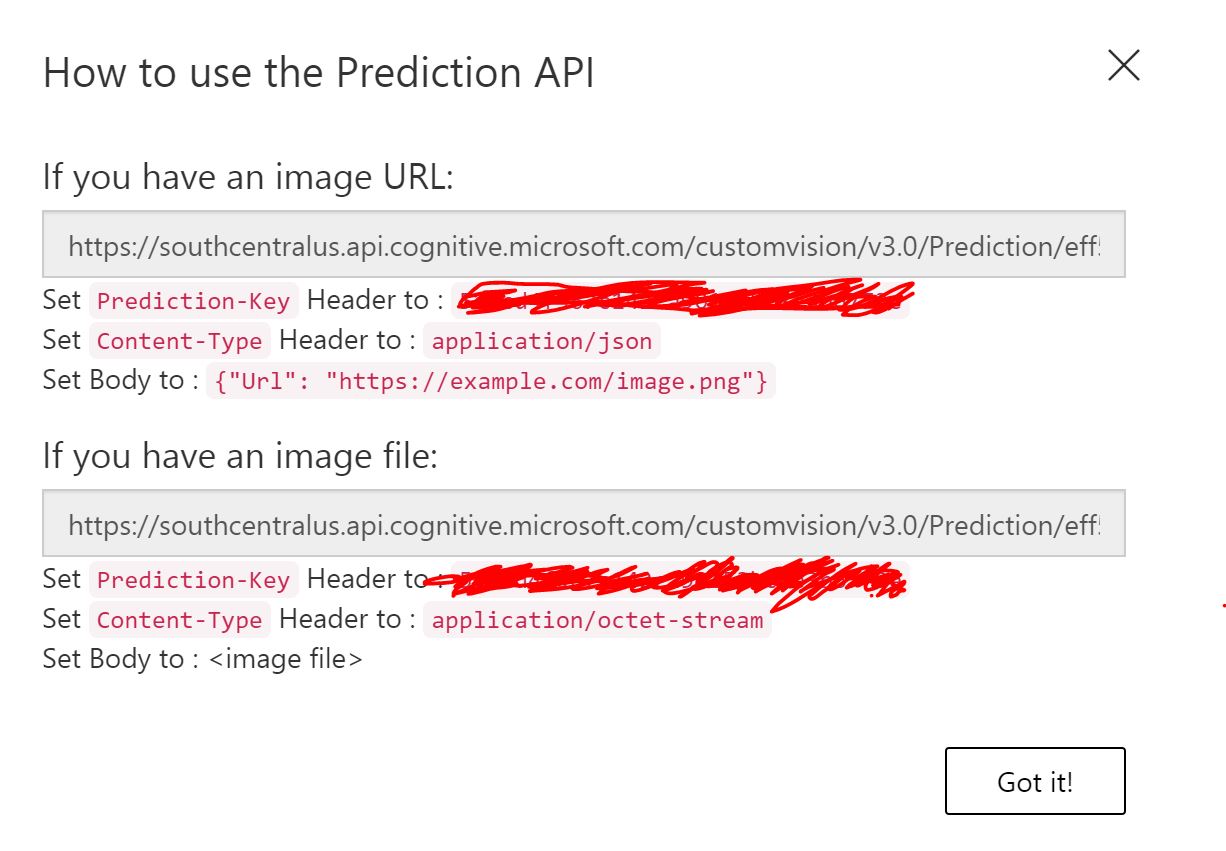 How to use the Prediction API
If you have an image URL:
https://southcentralus.api.cognitive.microsoft.com/customvision/v3.0/Prediction/eff
Set Prediction-Key Header to :
Set Content-Type Header to : application/json
Set Body to : {"Url": "https://example.com/image.png"}
If you have an image file:
https://southcentralus.api.cognitive.microsoft.com/customvision/v3.0/Prediction/eff
Set Prediction-Key Header to :
Set Content-Type Header to : application/octet-stream
Set Body to : <image file>
Got it!